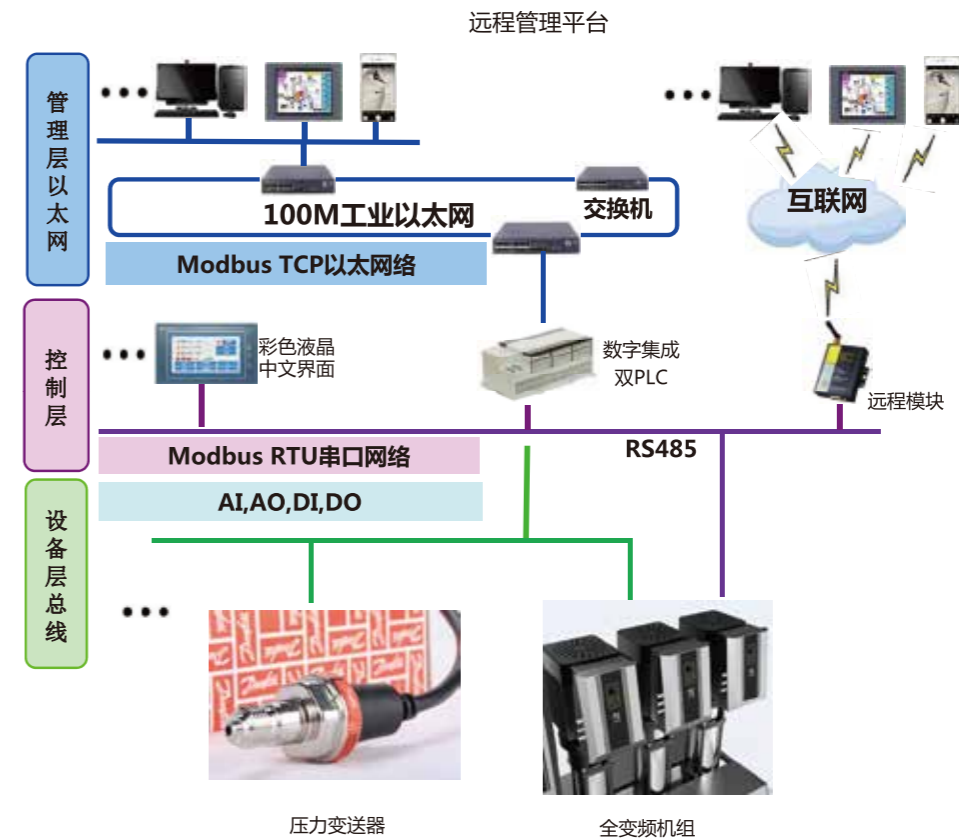 远程管理平台
管理层以太网
100M工业以太网
交换机
互联网
Modbus TCP以太网络
控制层
彩色液晶
中文界面
数字集成
双PLC
远程模块
RS485
Modbus RTU串口网络
AI,AO,DI,DO
设备层总线
Danfoss
压力变送器
全变频机组